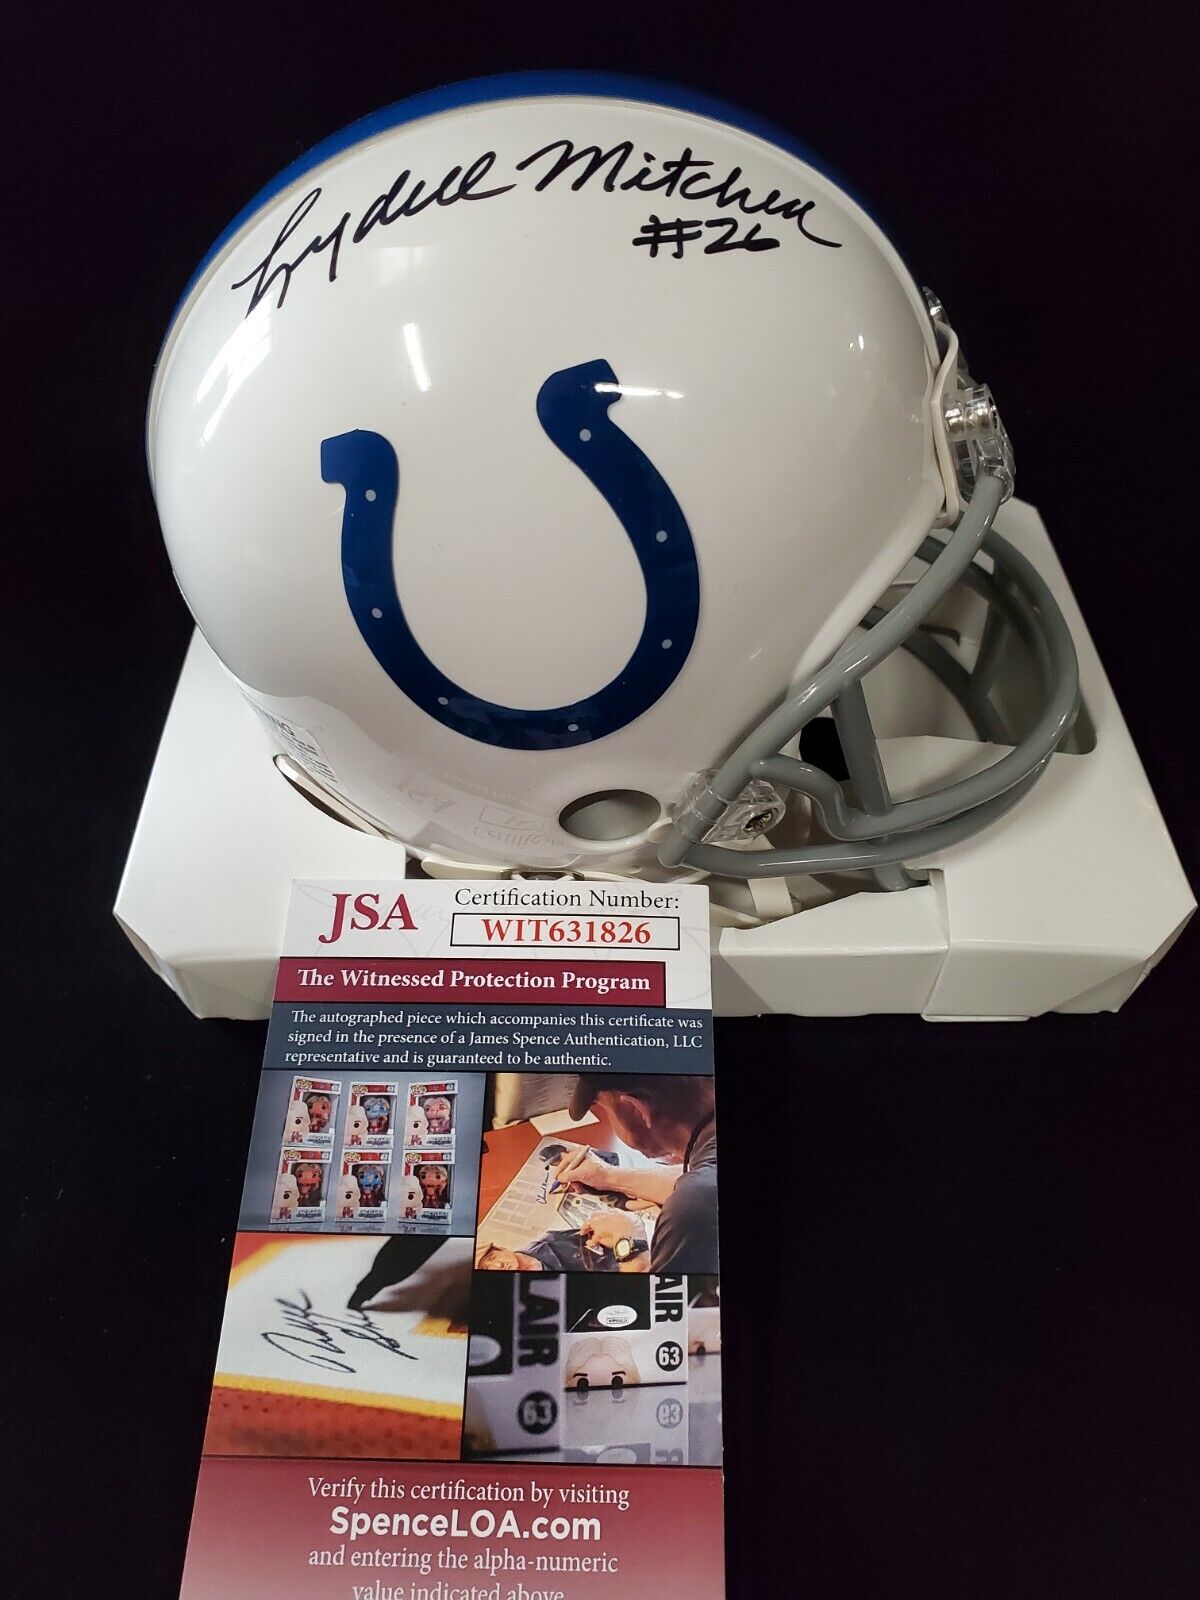 Lydell Mitchell
#26
JSA
Certification Number:
WIT631826
The Witnessed Protection Program
The autographed piece which accompanies this certificate was
signed in the presence of a James Spence Authentication, LLC
representative and is guaranteed to be authentic.
LAIR
AIR
63
63
63
Verify this certification by visiting
SpenceLOA.com
and entering the alpha-numeric
value indicated above